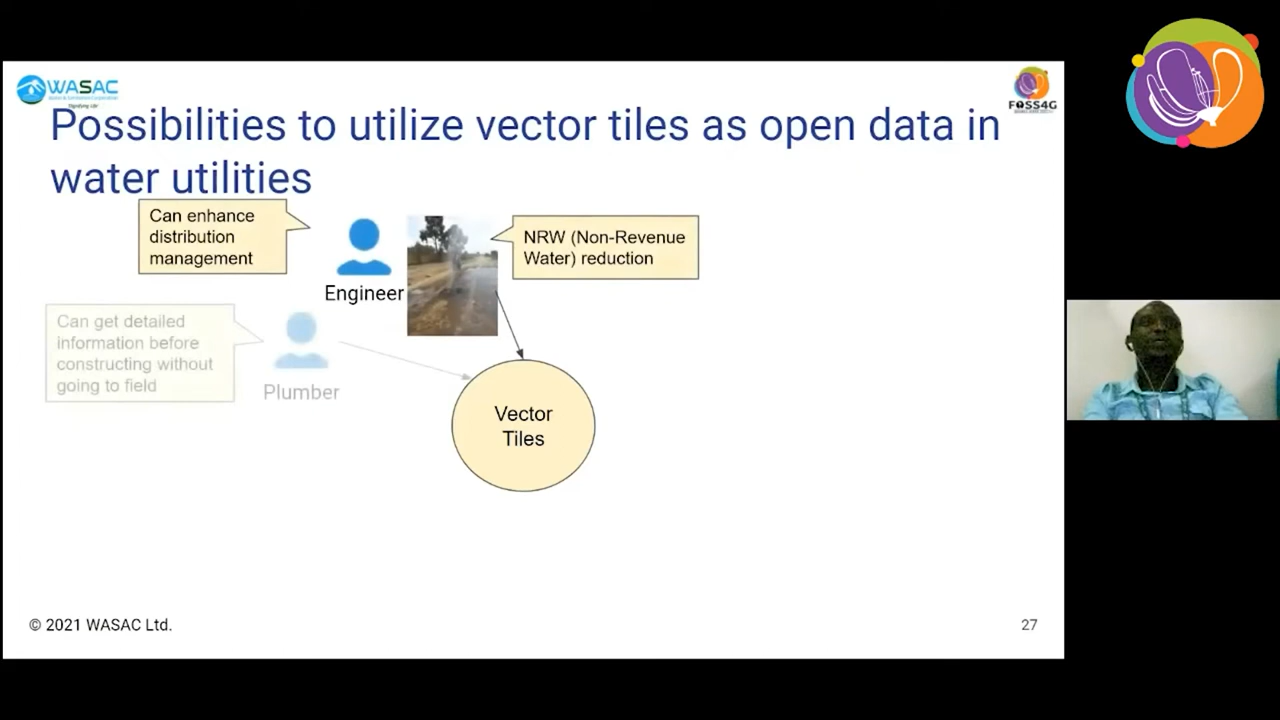 WASAC
FOSS4G
Possibilities to utilize vector tiles as open data in
water utilities
Can enhance
distribution
management
Engineer
NRW (Non-Revenue
Water) reduction
Can get detailed
information before
constructing without
going to field
Plumber
Vector
Tiles
© 2021 WASAC Ltd.
27